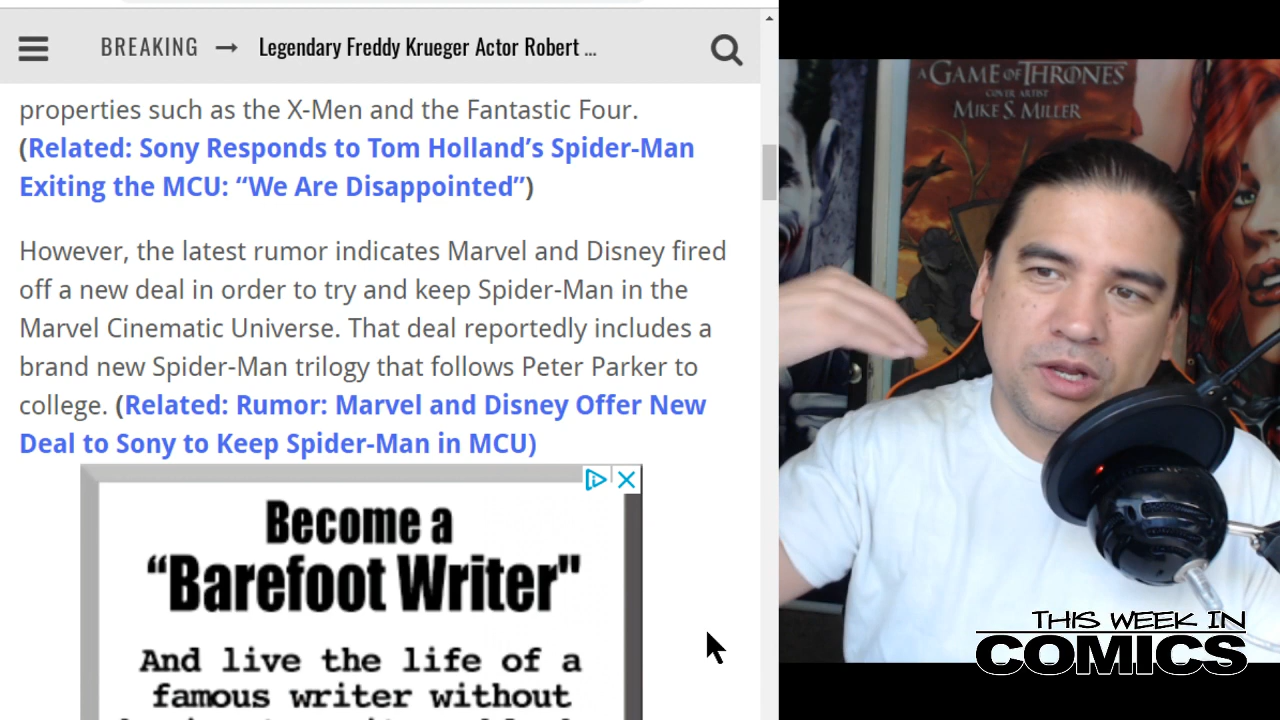 BREAKING → Legendary Freddy Krueger Actor Robert ...
properties such as the X-Men and the Fantastic Four.
(Related: Sony Responds to Tom Holland’s Spider-Man
Exiting the MCU: “We Are Disappointed”)
However, the latest rumor indicates Marvel and Disney fired
off a new deal in order to try and keep Spider-Man in the
Marvel Cinematic Universe. That deal reportedly includes a
brand new Spider-Man trilogy that follows Peter Parker to
college. (Related: Rumor: Marvel and Disney Offer New
Deal to Sony to Keep Spider-Man in MCU)
Become a
“Barefoot Writer"
And live the life of a
famous writer without
A GAME OF THRONES
COVER ARTIST
MIKE S. MILLER
THIS WEEK IN
COMICS